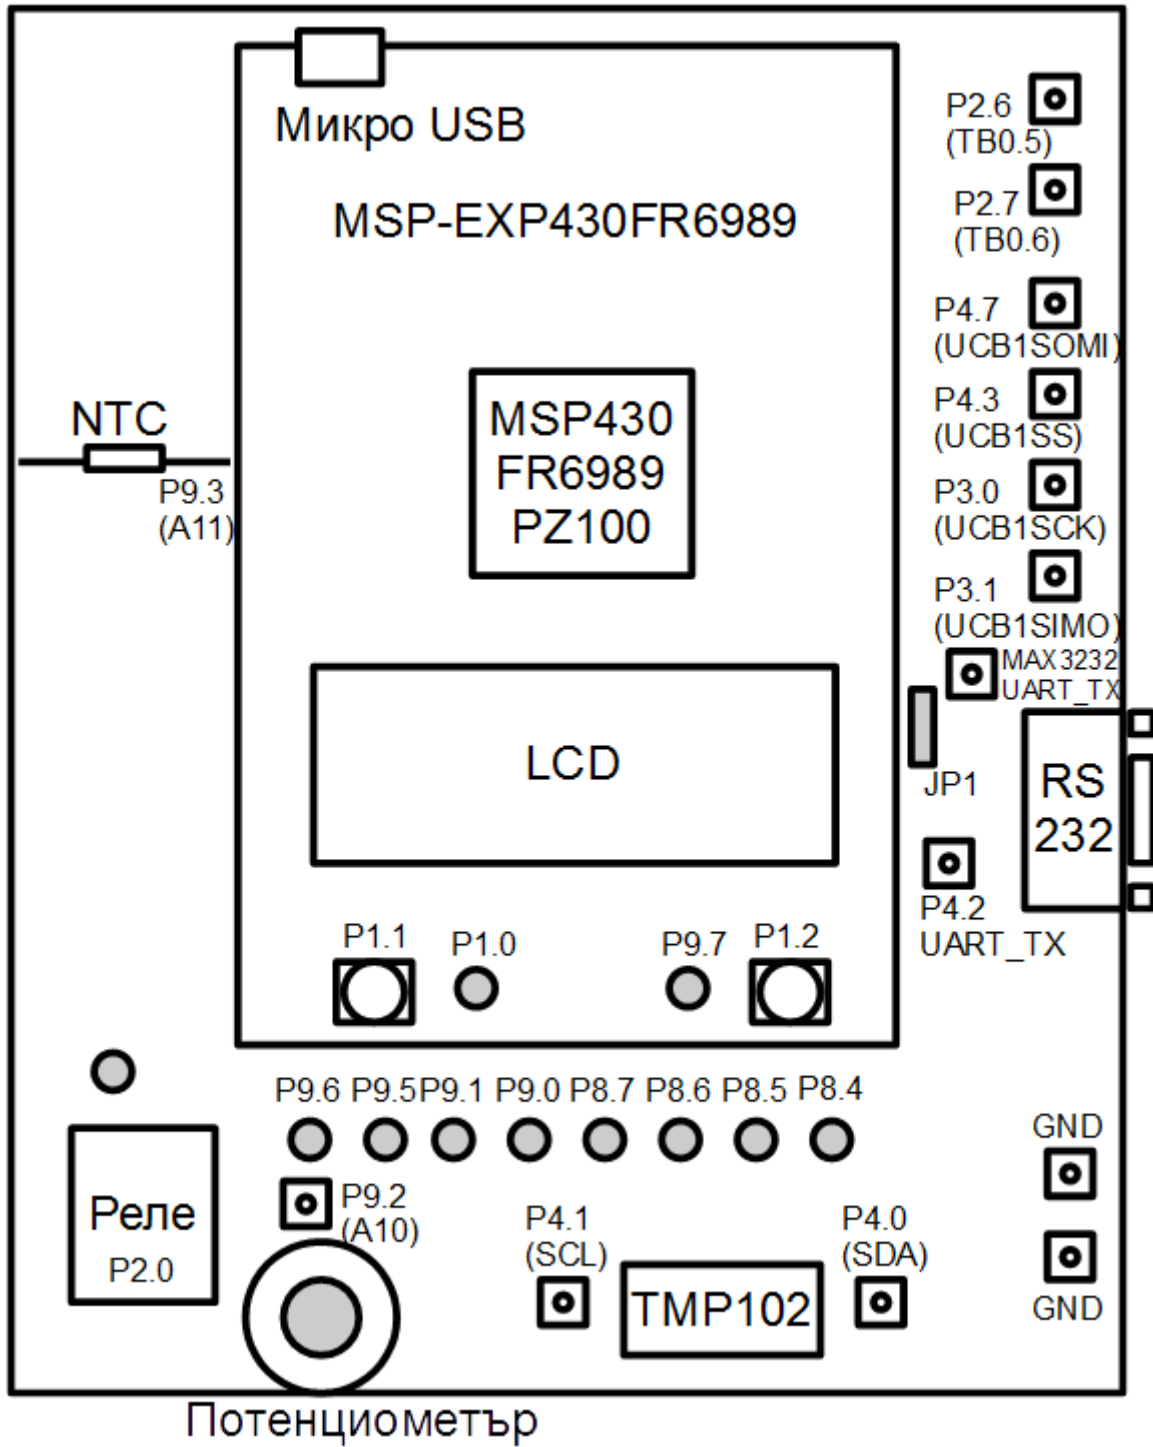 Микро USB
MSP-EXP430FR6989
P2.6
(TB0.5)
P2.7
(TB0.6)
P4.7
(UCB1SOMI)
P4.3
(UCB1SS)
P3.0
(UCB1SCK)
P3.1
(UCB1SIMO)
NTC
P9.3
(A11)
MSP430
FR6989
PZ100
MAX3232
UART_TX
LCD
JP1
RS
232
P4.2
UART_TX
P1.1
P1.0
P9.7
P1.2
P9.6
P9.5
P9.1
P9.0
P8.7
P8.6
P8.5
P8.4
GND
Реле
P2.0
P9.2
(A10)
P4.1
(SCL)
P4.0
(SDA)
TMP102
GND
Потенциометър